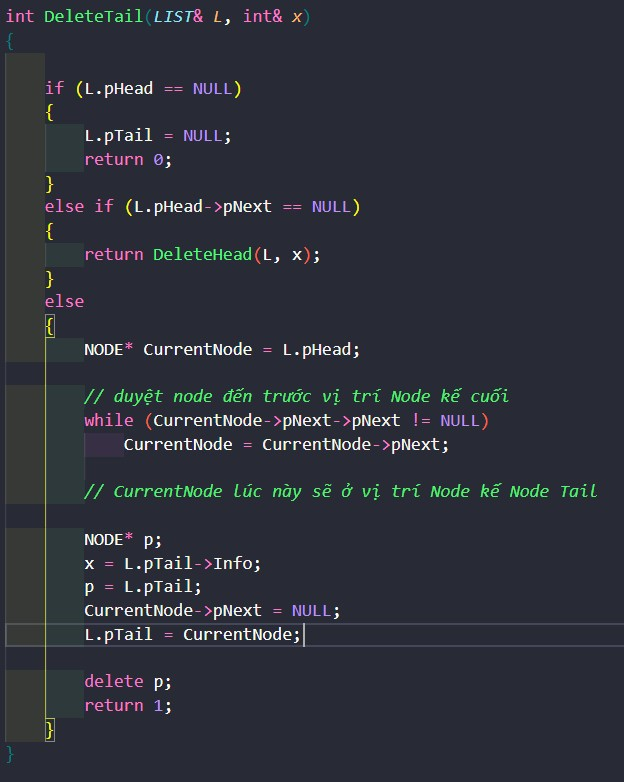 int DeleteTail(LIST& L, int& x)
{
if (L.pHead == NULL)
{
L.pTail = NULL;
return 0;
}
else if (L.pHead->pNext == NULL)
{
return DeleteHead(L, x);
}
else
{
NODE* CurrentNode = L.pHead;
// duyệt node đến trước vị trí Node kế cuối
while (CurrentNode->pNext->pNext != NULL)
CurrentNode = CurrentNode->pNext;
// CurrentNode lúc này sẽ ở vị trí Node kế Node Tail
NODE* p;
x = L.pTail->Info;
p = L.pTail;
CurrentNode->pNext = NULL;
L.pTail = CurrentNode;
delete p;
return 1;
}
}